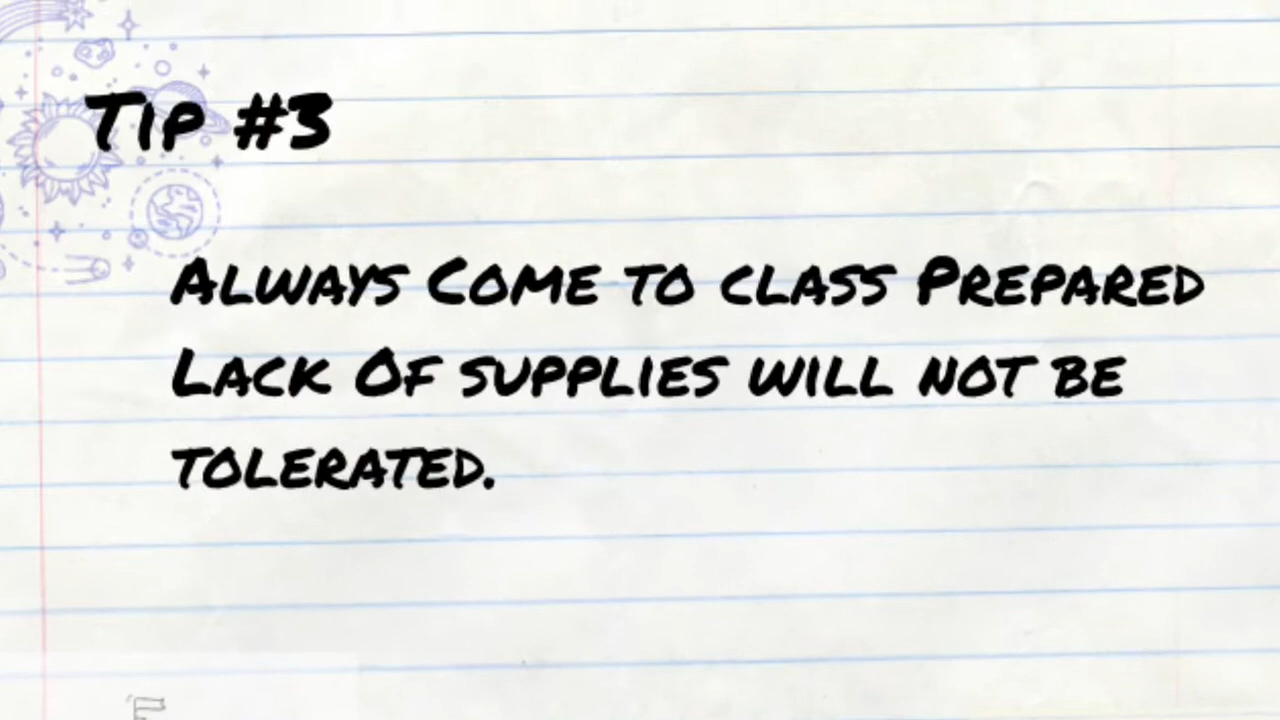 Tip #3
Always Come to class Prepared
Lack Of supplies will not be
tolerated.